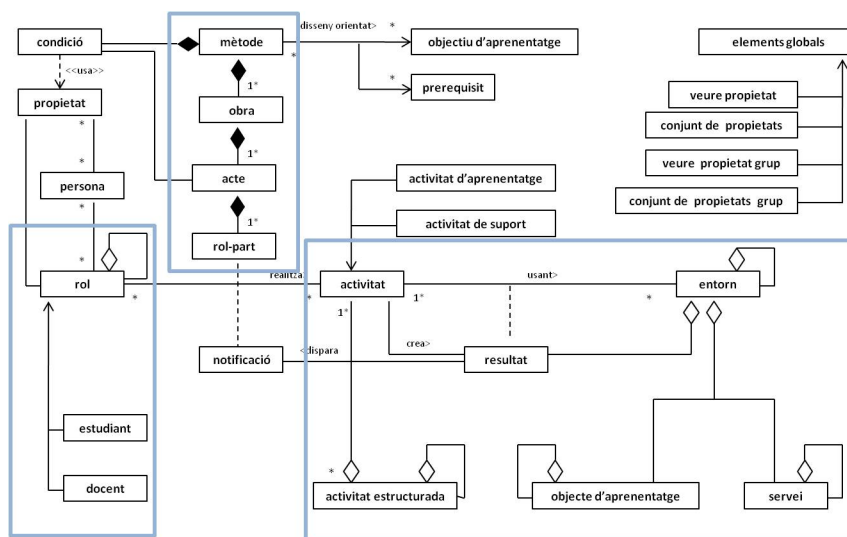 <disseny orientat> *
condició
mètode
objectiu d'aprenentatge
elements globals
*
<<usa>>
1*
*
propietat
obra
prerequisit
veure propietat
*
conjunt de propietats
1*
*
veure propietat grup
persona
acte
activitat d'aprenentatge
*
1*
conjunt de propietats grup
rol-part
activitat de suport
*
realitza
usant>
rol
activitat
entorn
*
*
1*
*
1*
crea>
notificació
<dispara
resultat
estudiant
*
docent
activitat estructurada
objecte d'aprenentatge
servei